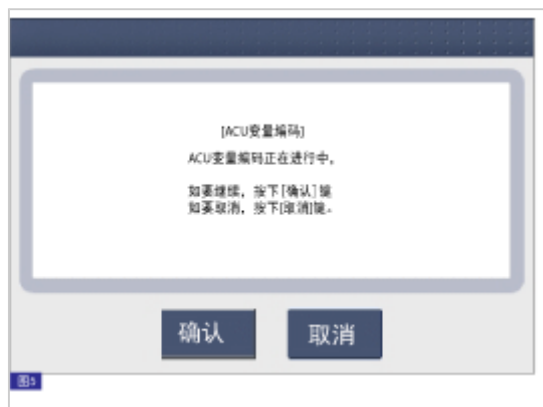 [ACU变量编码]
ACU变量编码正在进行中。
如要继续，按下[确认]键
如要取消，按下[取消]键。
确认
取消
图5